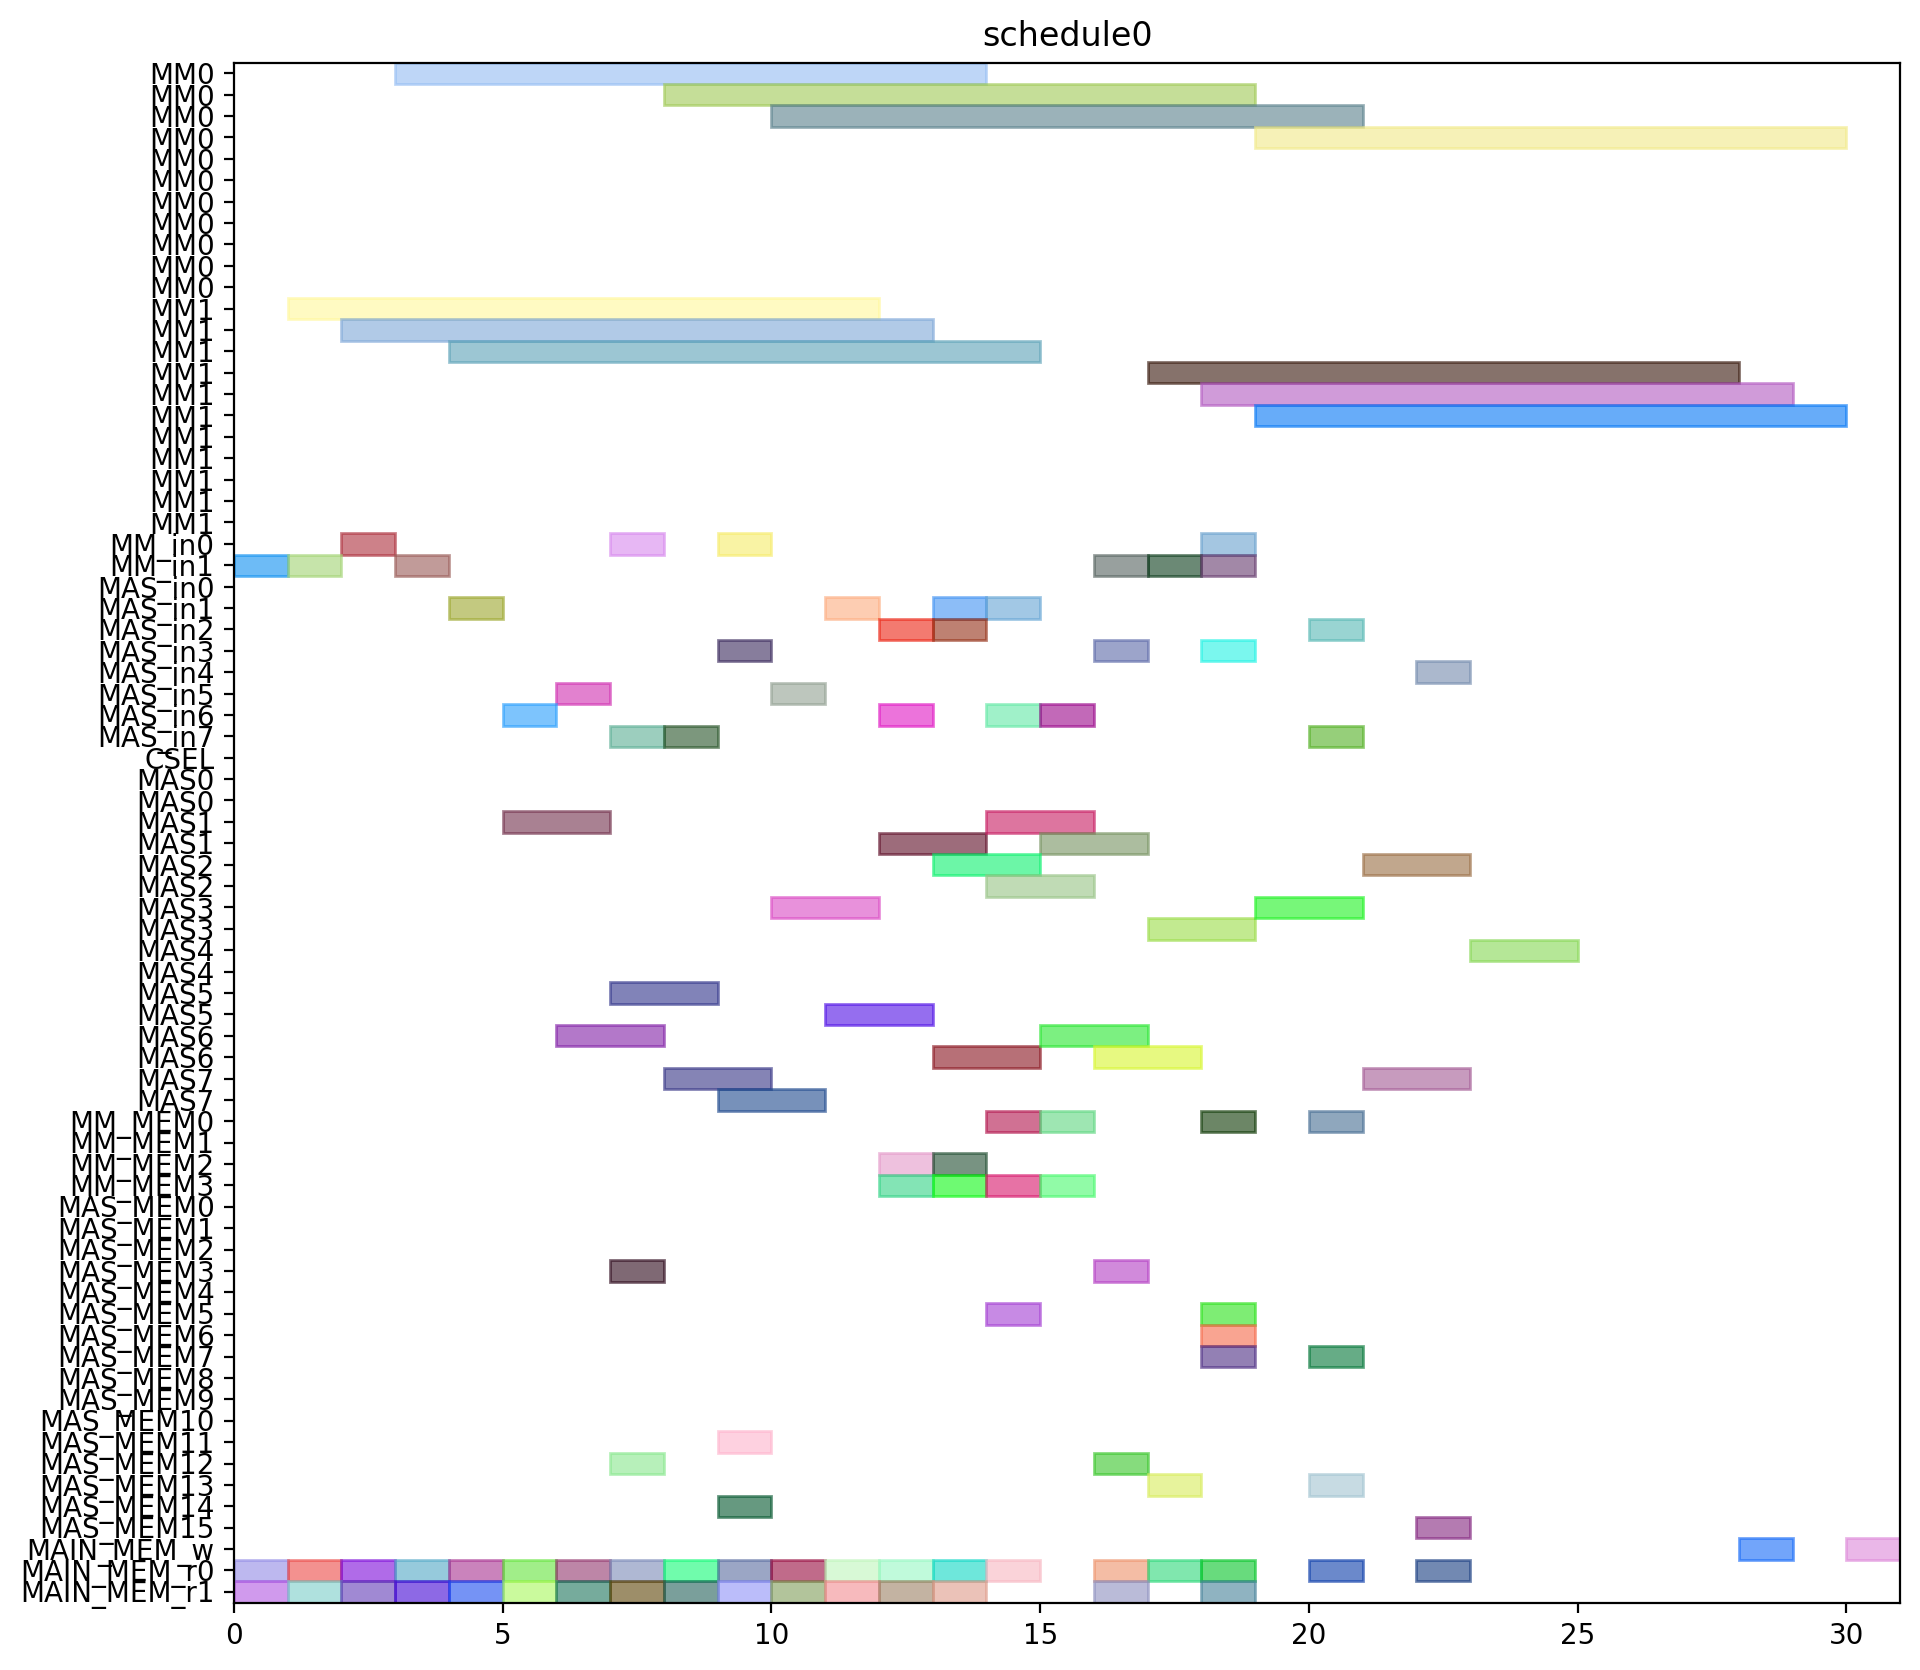 schedule0
MM0
MM0
MM0
MM0
MM0
MM0
MM0
MM0
MM0
MM0
MM0
MM1
MM1
MM1
MM1
MM1
MM1
MM1
MM1
MM1
MM1
MM1
MM_in0
MM_in1
MAS_in0
MAS_in1
MAS_in2
MAS_in3
MAS_in4
MAS_in5
MAS_in6
MAS_in7
CSEL
MAS0
MAS0
MAS1
MAS1
MAS2
MAS2
MAS3
MAS3
MAS4
MAS4
MAS5
MAS5
MAS6
MAS6
MAS7
MAS7
MM_MEM0
MM_MEM1
MM_MEM2
MM_MEM3
MAS_MEM0
MAS_MEM1
MAS_MEM2
MAS_MEM3
MAS_MEM4
MAS_MEM5
MAS_MEM6
MAS_MEM7
MAS_MEM8
MAS_MEM9
MAS_MEM10
MAS_MEM11
MAS_MEM12
MAS_MEM13
MAS_MEM14
MAS_MEM15
MAIN_MEM_w
MAIN_MEM_r0
MAIN_MEM_r1
0 5 10 15 20 25 30